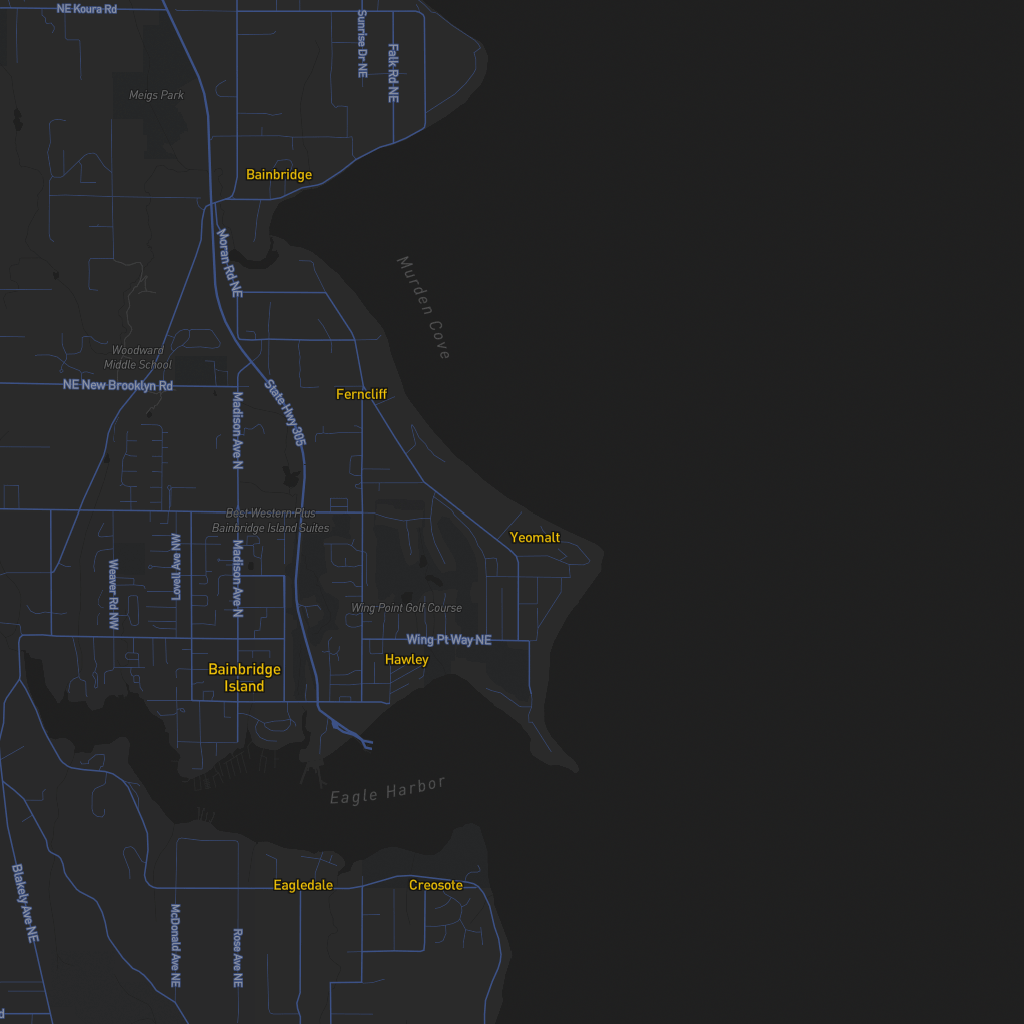 NE Koura Rd
Sunrise Dr NE
Falk Rd NE
Meigs Park
Bainbridge
Moran Rd NE
Murden Cove
Woodward
Middle School
NE New Brooklyn Rd
State Hwy 305
Ferncliff
Madison Ave N
Best Western Plus
Bainbridge Island Suites
Yeomalt
Lovell Ave NW
Madison Ave N
Weaver Rd NW
Wing Point Golf Course
Wing Pt Way NE
Hawley
Bainbridge
Island
Eagle Harbor
Eagledale
Creosote
Blakely Ave NE
McDonald Ave NE
Rose Ave NE